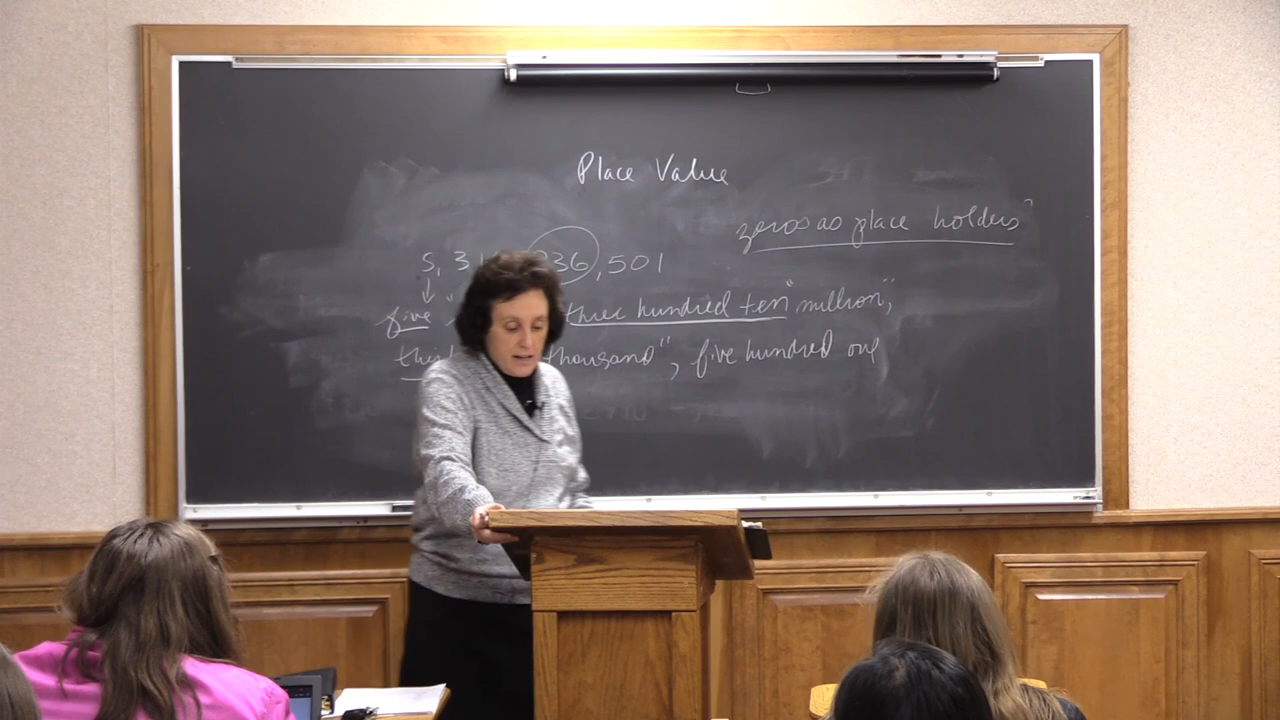 Place Value
zeros as place holders"
5, 3 36,501
five " three hundred ten "million",
thousand", five hundred one